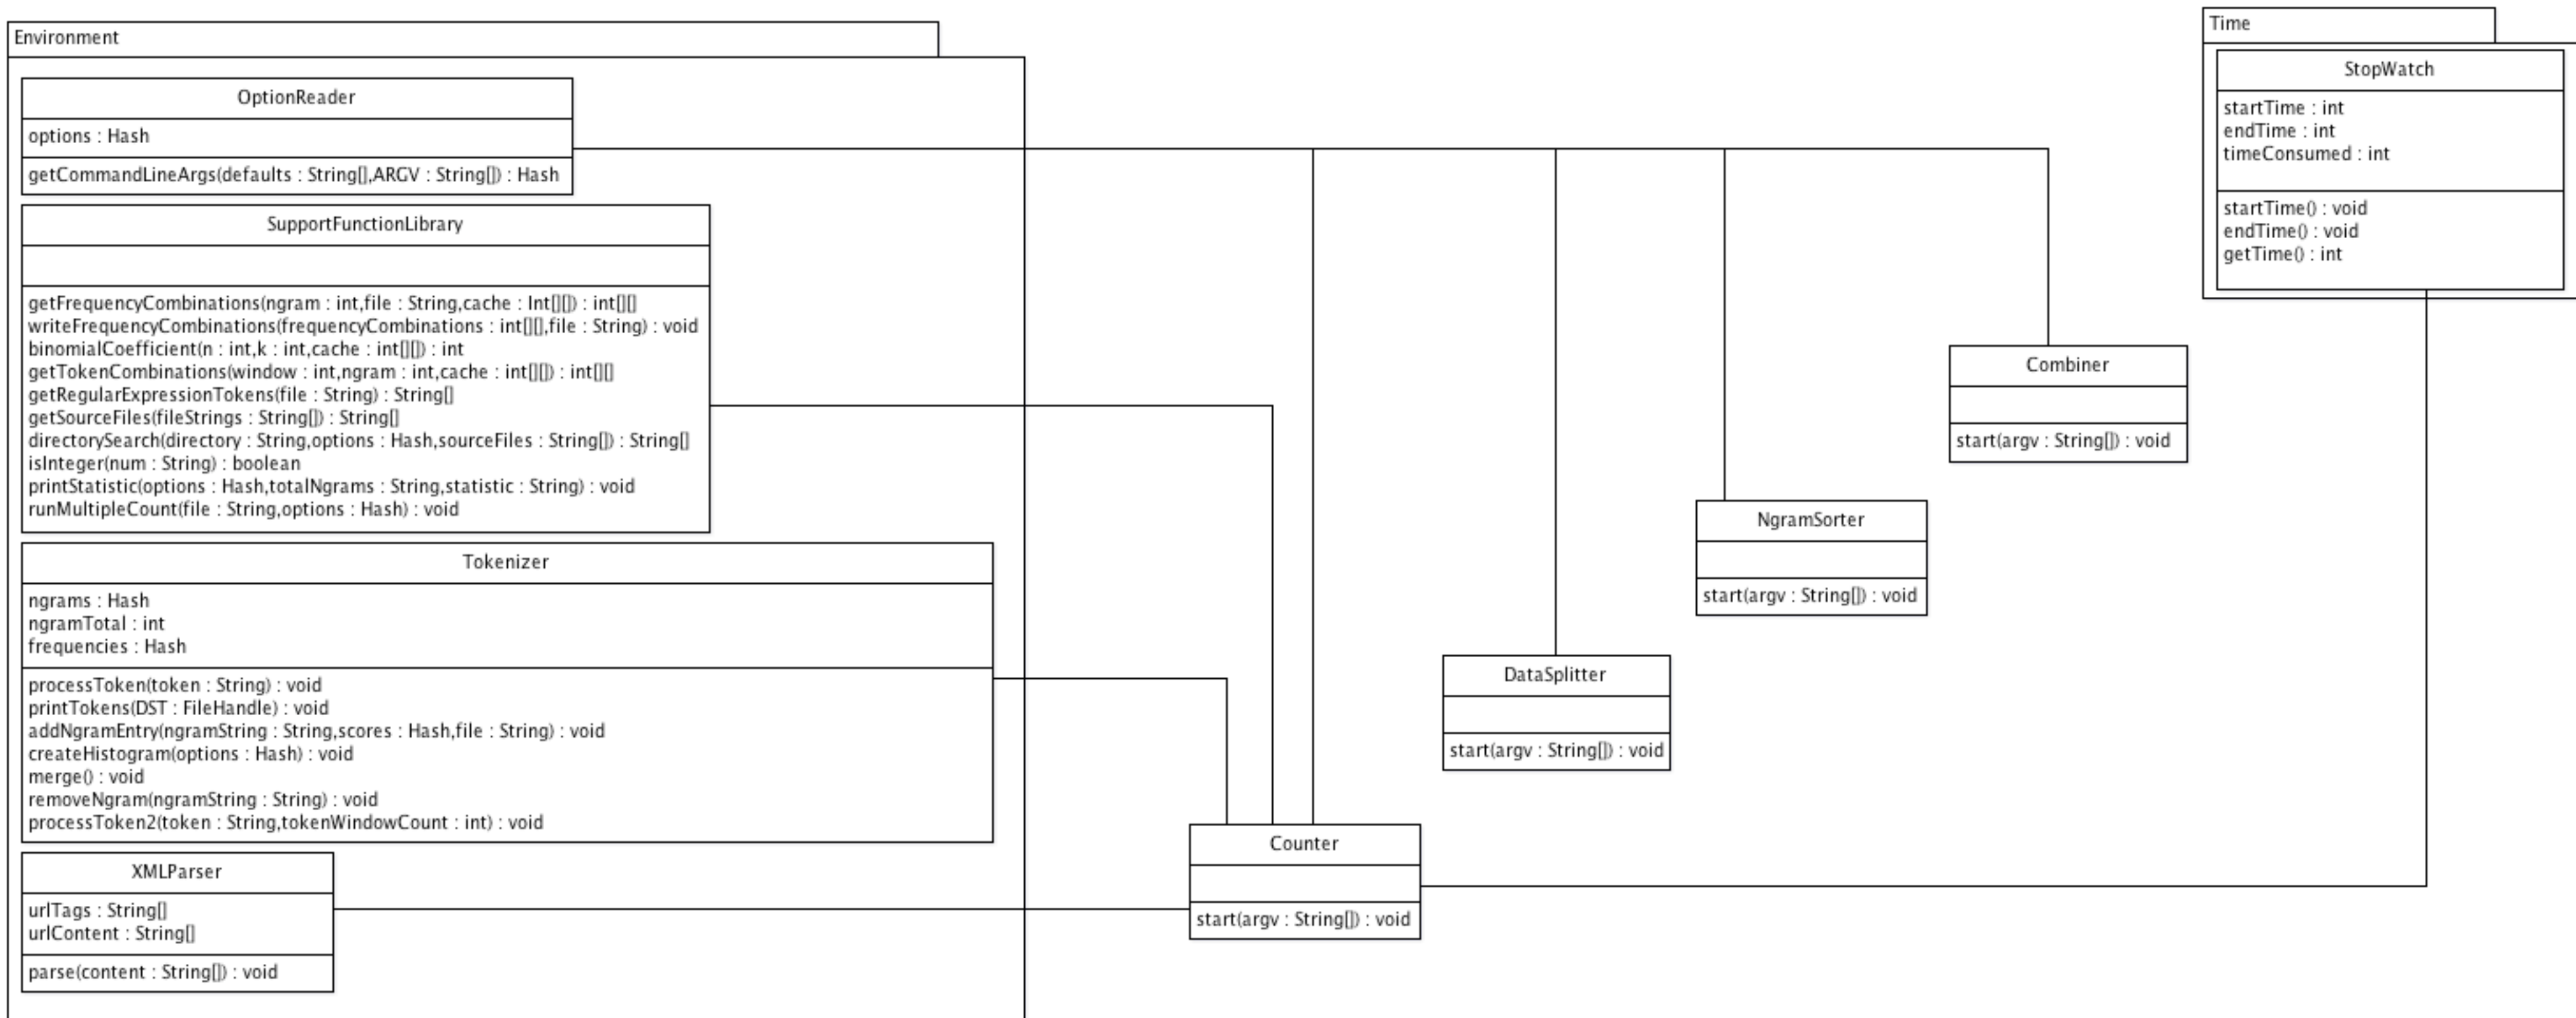 Environment
OptionReader
options : Hash
getCommandLineArgs(defaults : String[],ARGV : String[]) : Hash
SupportFunctionLibrary
getFrequencyCombinations(ngram : int,file : String,cache : Int[][]) : int[][]
writeFrequencyCombinations(frequencyCombinations : int[][],file : String) : void
binomialCoefficient(n : int,k : int,cache : int[][]) : int
getTokenCombinations(window : int,ngram : int,cache : int[][]) : int[][]
getRegularExpressionTokens(file : String) : String[]
getSourceFiles(fileStrings : String[]) : String[]
directorySearch(directory : String,options : Hash,sourceFiles : String[]) : String[]
isInteger(num : String) : boolean
printStatistic(options : Hash,totalNgrams : String,statistic : String) : void
runMultipleCount(file : String,options : Hash) : void
Tokenizer
ngrams : Hash
ngramTotal : int
frequencies : Hash
processToken(token : String) : void
printTokens(DST : FileHandle) : void
addNgramEntry(ngramString : String,scores : Hash,file : String) : void
createHistogram(options : Hash) : void
merge() : void
removeNgram(ngramString : String) : void
processToken2(token : String,tokenWindowCount : int) : void
XMLParser
urlTags : String[]
urlContent : String[]
parse(content : String[]) : void
Counter
start(argv : String[]) : void
DataSplitter
start(argv : String[]) : void
NgramSorter
start(argv : String[]) : void
Combiner
start(argv : String[]) : void
Time
StopWatch
startTime : int
endTime : int
timeConsumed : int
startTime() : void
endTime() : void
getTime() : int